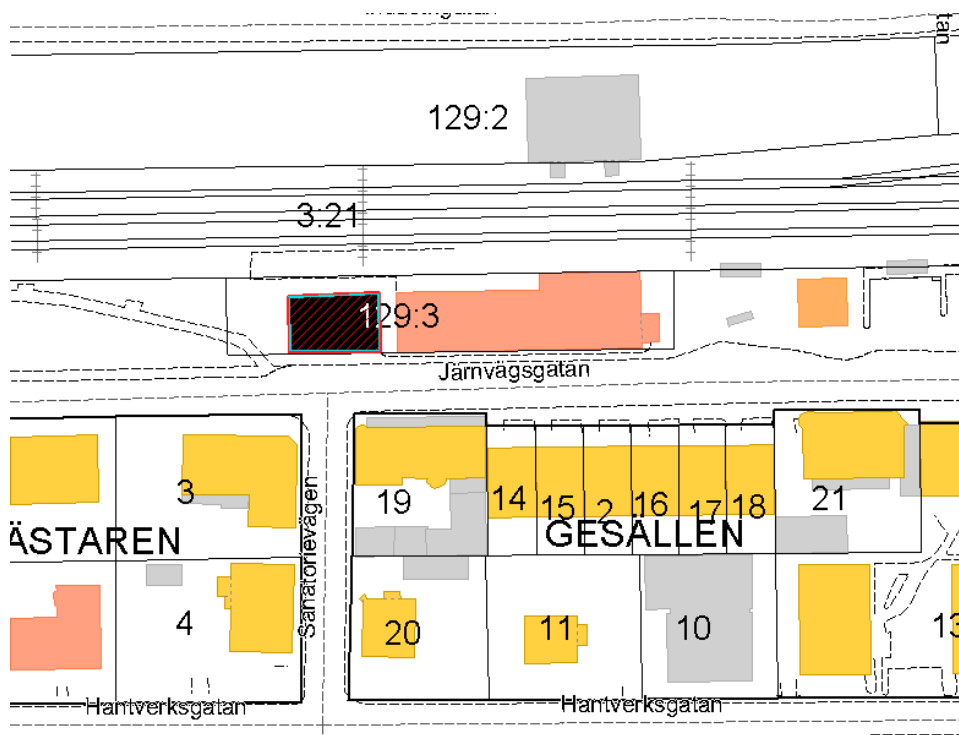 129:2
3:21
129:3
Järnvägsgatan
3
19
14
15
2
16
17
18
21
ÄSTAREN
GESÄLLEN
Sanatorievägen
4
20
11
10
13
Hantverksgatan
Hantverksgatan